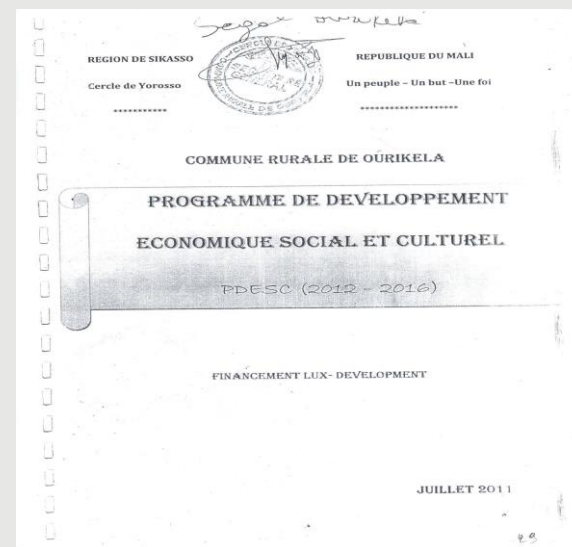 REGION DE SIKASSO
Cercle de Yorosso
***********
REPUBLIQUE DU MALI
Un peuple – Un but –Une foi
*******************
COMMUNE RURALE DE OURIKELA
PROGRAMME DE DEVELOPPEMENT
ECONOMIQUE SOCIAL ET CULTUREL
PDESC (2012 - 2016)
FINANCEMENT LUX- DEVELOPMENT
JUILLET 2011